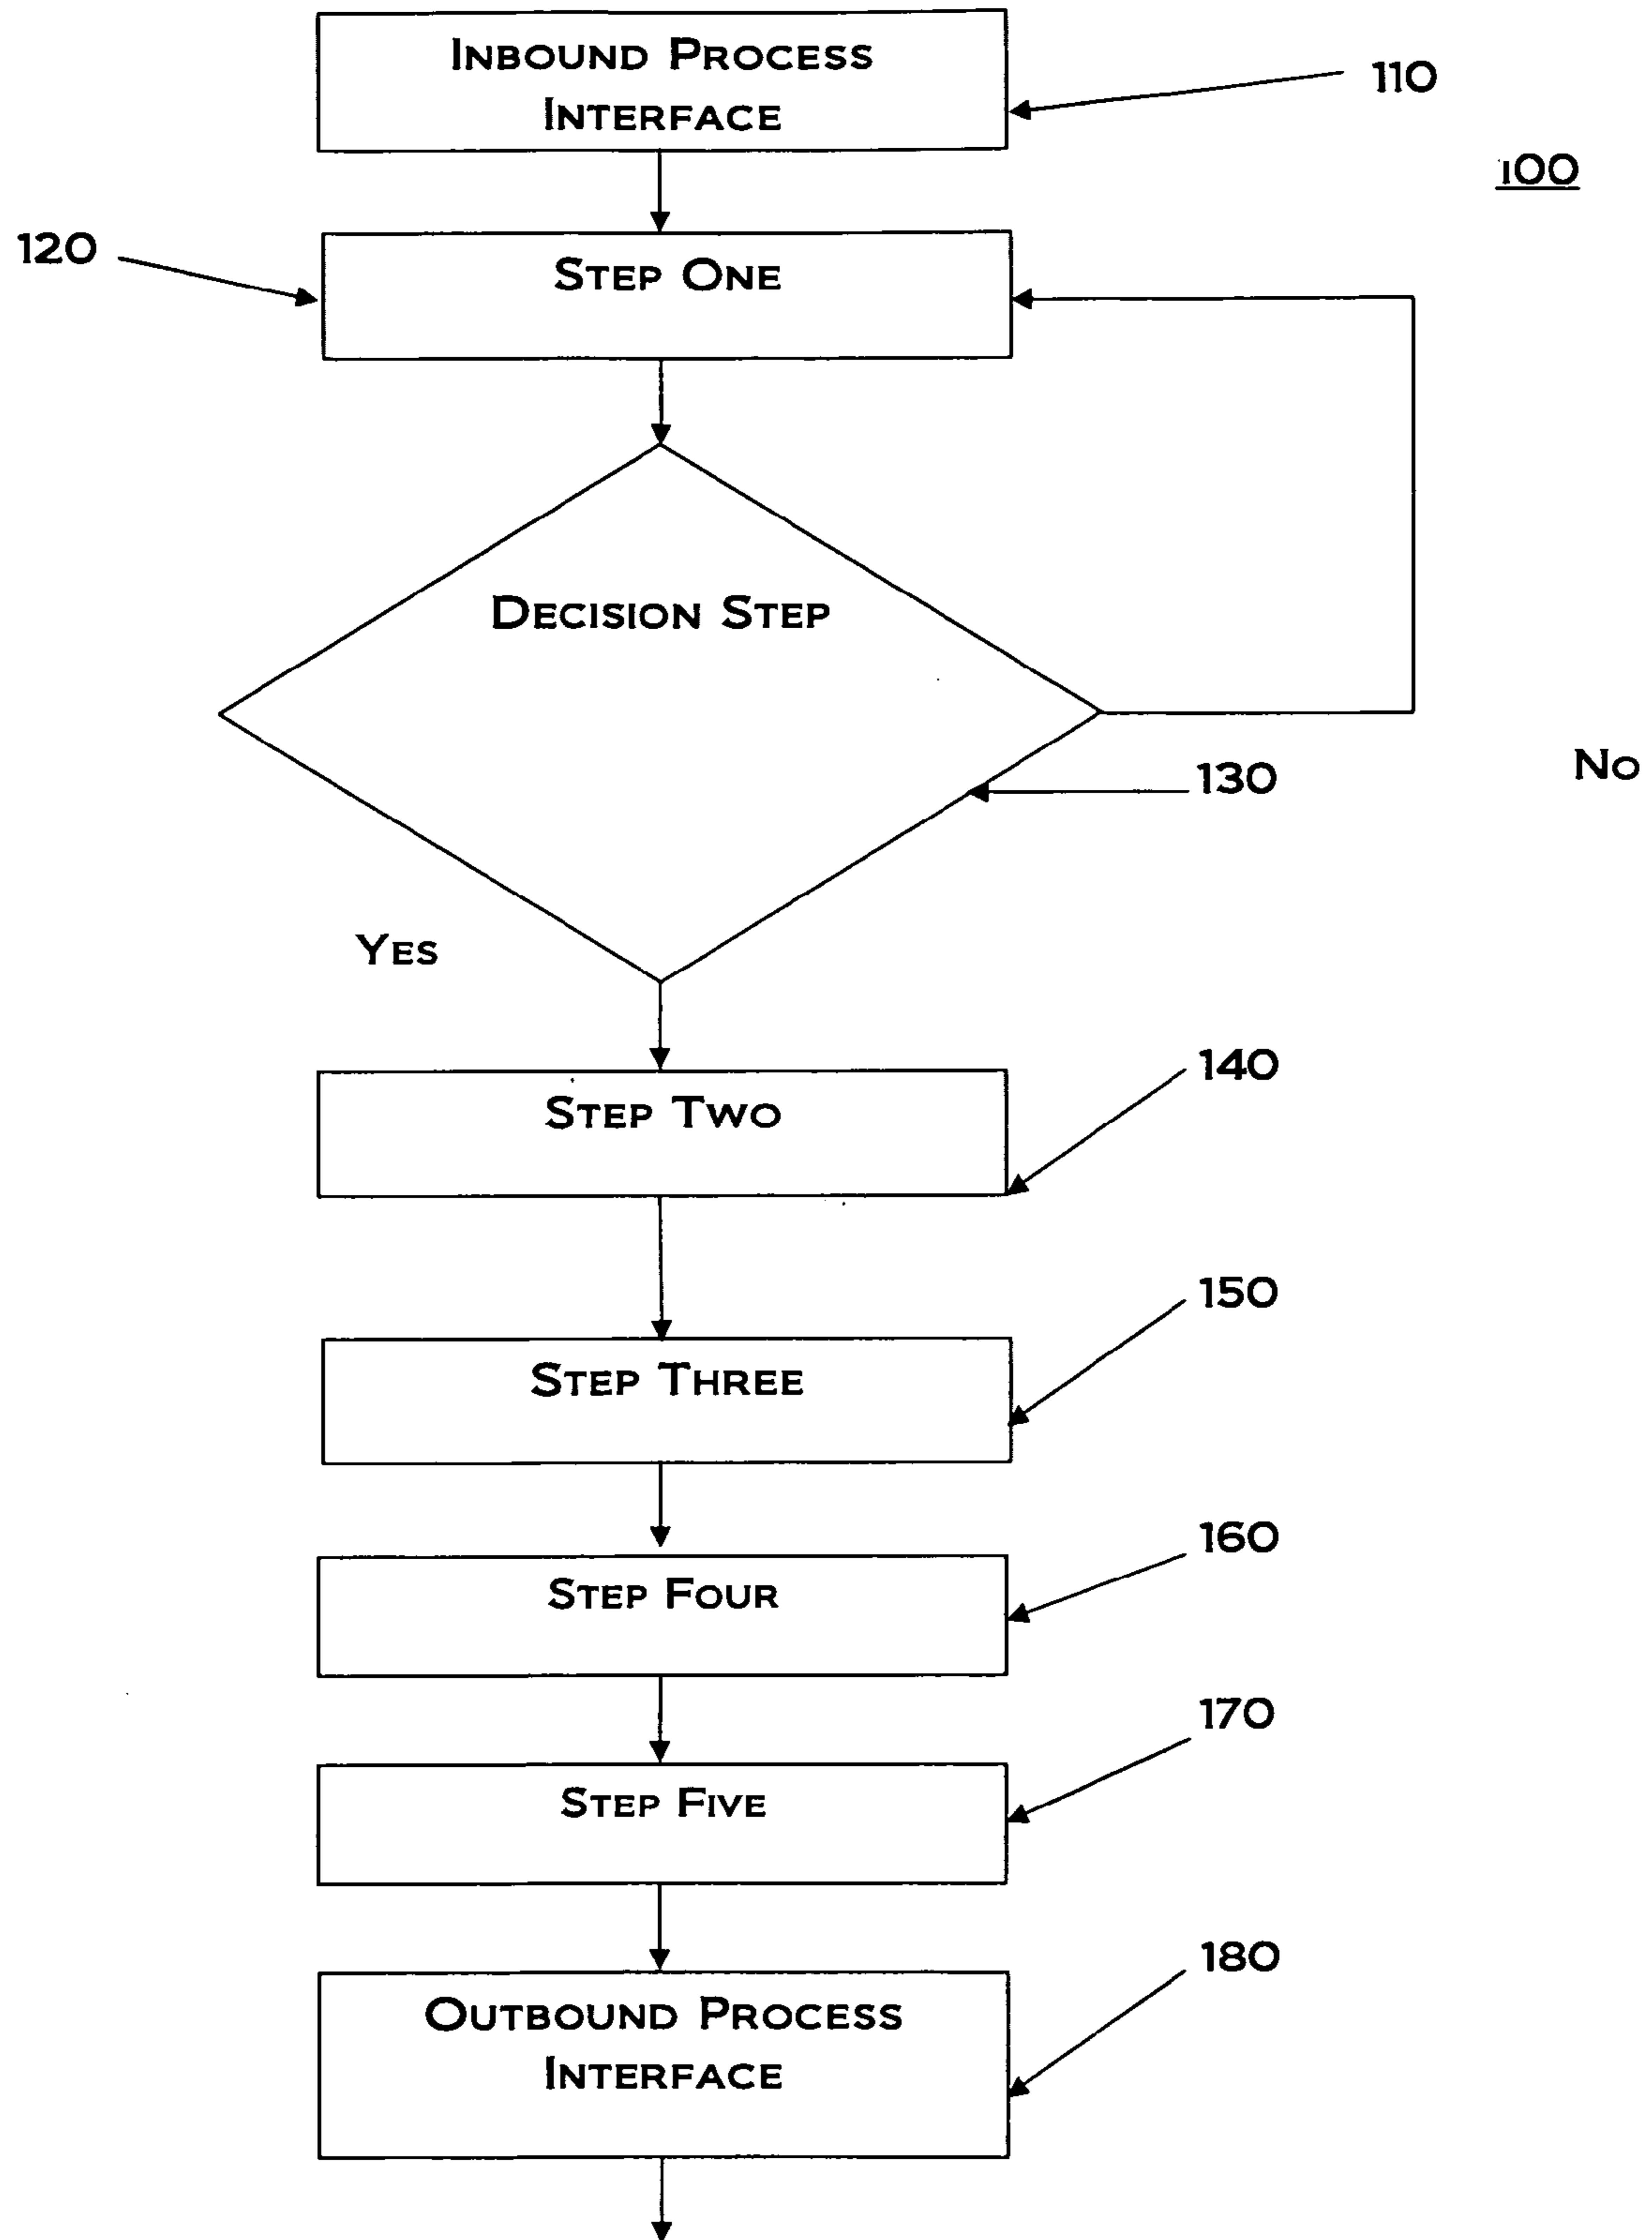 INBOUND PROCESS
INTERFACE
110
100
120
STEP ONE
DECISION STEP
130
NO
YES
140
STEP TWO
150
STEP THREE
160
STEP FOUR
170
STEP FIVE
180
OUTBOUND PROCESS
INTERFACE